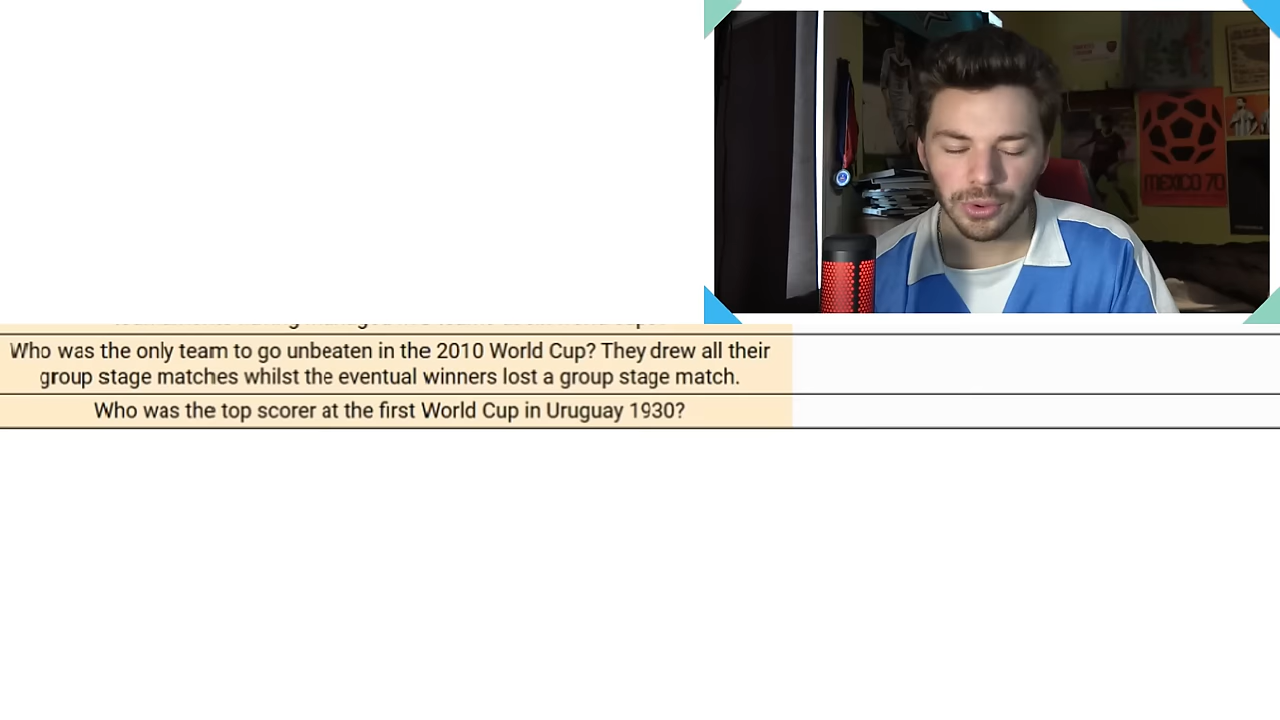 MEXICO 70
Who was the only team to go unbeaten in the 2010 World Cup? They drew all their
group stage matches whilst the eventual winners lost a group stage match.
Who was the top scorer at the first World Cup in Uruguay 1930?